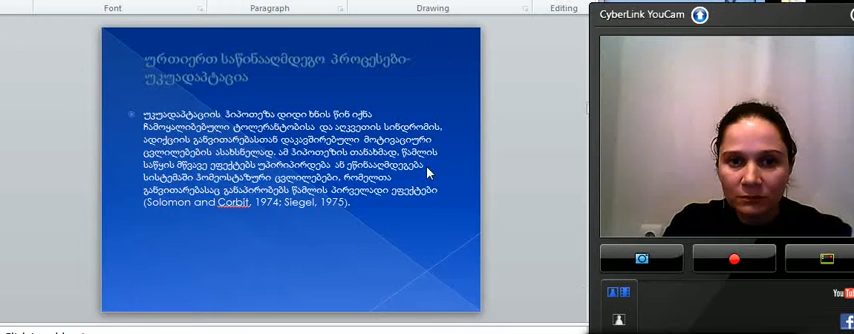 Font
Paragraph
Drawing
Editing
CyberLink YouCam
ურთიერთ საწინააღმდეგო პროცესები-
უკუადაპტაცია
უკუადაპტაციის ჰიპოთეზა დიდი ხნის წინ იქნა
ჩამოყალიბებული ტოლერანტობისა და აღკვეთის სინდრომის,
ადიქციის განვითარებასთან დაკავშირებული მოტივაციური
ცვლილებების ასახსნელად. ამ ჰიპოთეზის თანახმად, წამლის
საწყის მწვავე ეფექტებს უპირიპირდება ან ეწინააღმდეგება
სისტემაში ჰომეოსტაზური ცვლილებები, რომელთა
განვითარებასაც განაპირობებს წამლის პირველადი ეფექტები
(Solomon and Corbit, 1974; Siegel, 1975).